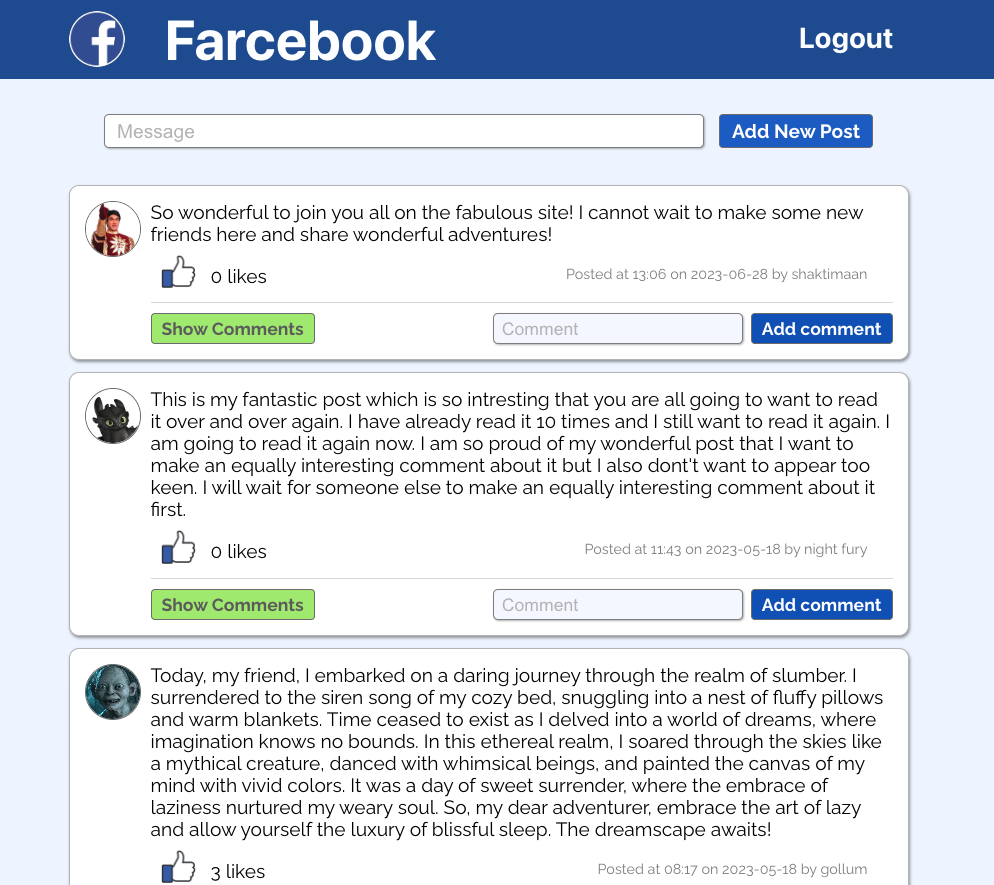 f Farcebook Logout
Message Add New Post
So wonderful to join you all on the fabulous site! I cannot wait to make some new
friends here and share wonderful adventures!
0 likes Posted at 13:06 on 2023-06-28 by shaktimaan
Show Comments Comment Add comment
This is my fantastic post which is so intresting that you are all going to want to read
it over and over again. I have already read it 10 times and I still want to read it again. I
am going to read it again now. I am so proud of my wonderful post that I want to
make an equally interesting comment about it but I also dont't want to appear too
keen. I will wait for someone else to make an equally interesting comment about it
first.
0 likes Posted at 11:43 on 2023-05-18 by night fury
Show Comments Comment Add comment
Today, my friend, I embarked on a daring journey through the realm of slumber. I
surrendered to the siren song of my cozy bed, snuggling into a nest of fluffy pillows
and warm blankets. Time ceased to exist as I delved into a world of dreams, where
imagination knows no bounds. In this ethereal realm, I soared through the skies like
a mythical creature, danced with whimsical beings, and painted the canvas of my
mind with vivid colors. It was a day of sweet surrender, where the embrace of
laziness nurtured my weary soul. So, my dear adventurer, embrace the art of lazy
and allow yourself the luxury of blissful sleep. The dreamscape awaits!
3 likes Posted at 08:17 on 2023-05-18 by gollum